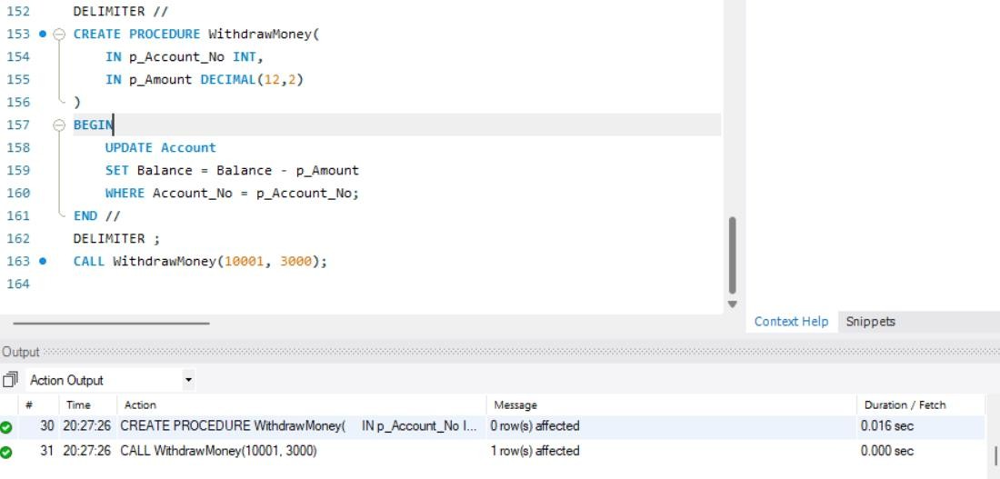 152 DELIMITER //
153 CREATE PROCEDURE WithdrawMoney(
154 IN p_Account_No INT,
155 IN p_Amount DECIMAL(12,2)
156 )
157 BEGIN
158 UPDATE Account
159 SET Balance = Balance - p_Amount
160 WHERE Account_No = p_Account_No;
161 END //
162 DELIMITER ;
163 CALL WithdrawMoney(10001, 3000);
164
Context Help Snippets
Output
Action Output
# Time Action Message Duration / Fetch
30 20:27:26 CREATE PROCEDURE WithdrawMoney( IN p_Account_No I... 0 row(s) affected 0.016 sec
31 20:27:26 CALL WithdrawMoney(10001, 3000) 1 row(s) affected 0.000 sec